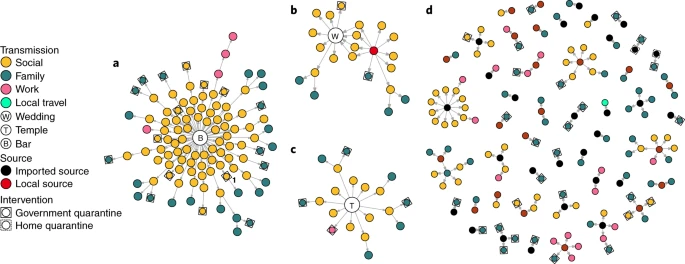 Transmission
Social
Family
Work
Local travel
W Wedding
T Temple
B Bar
Source
Imported source
Local source
Intervention
Government quarantine
Home quarantine
a
B
1
b
W
c
T
d